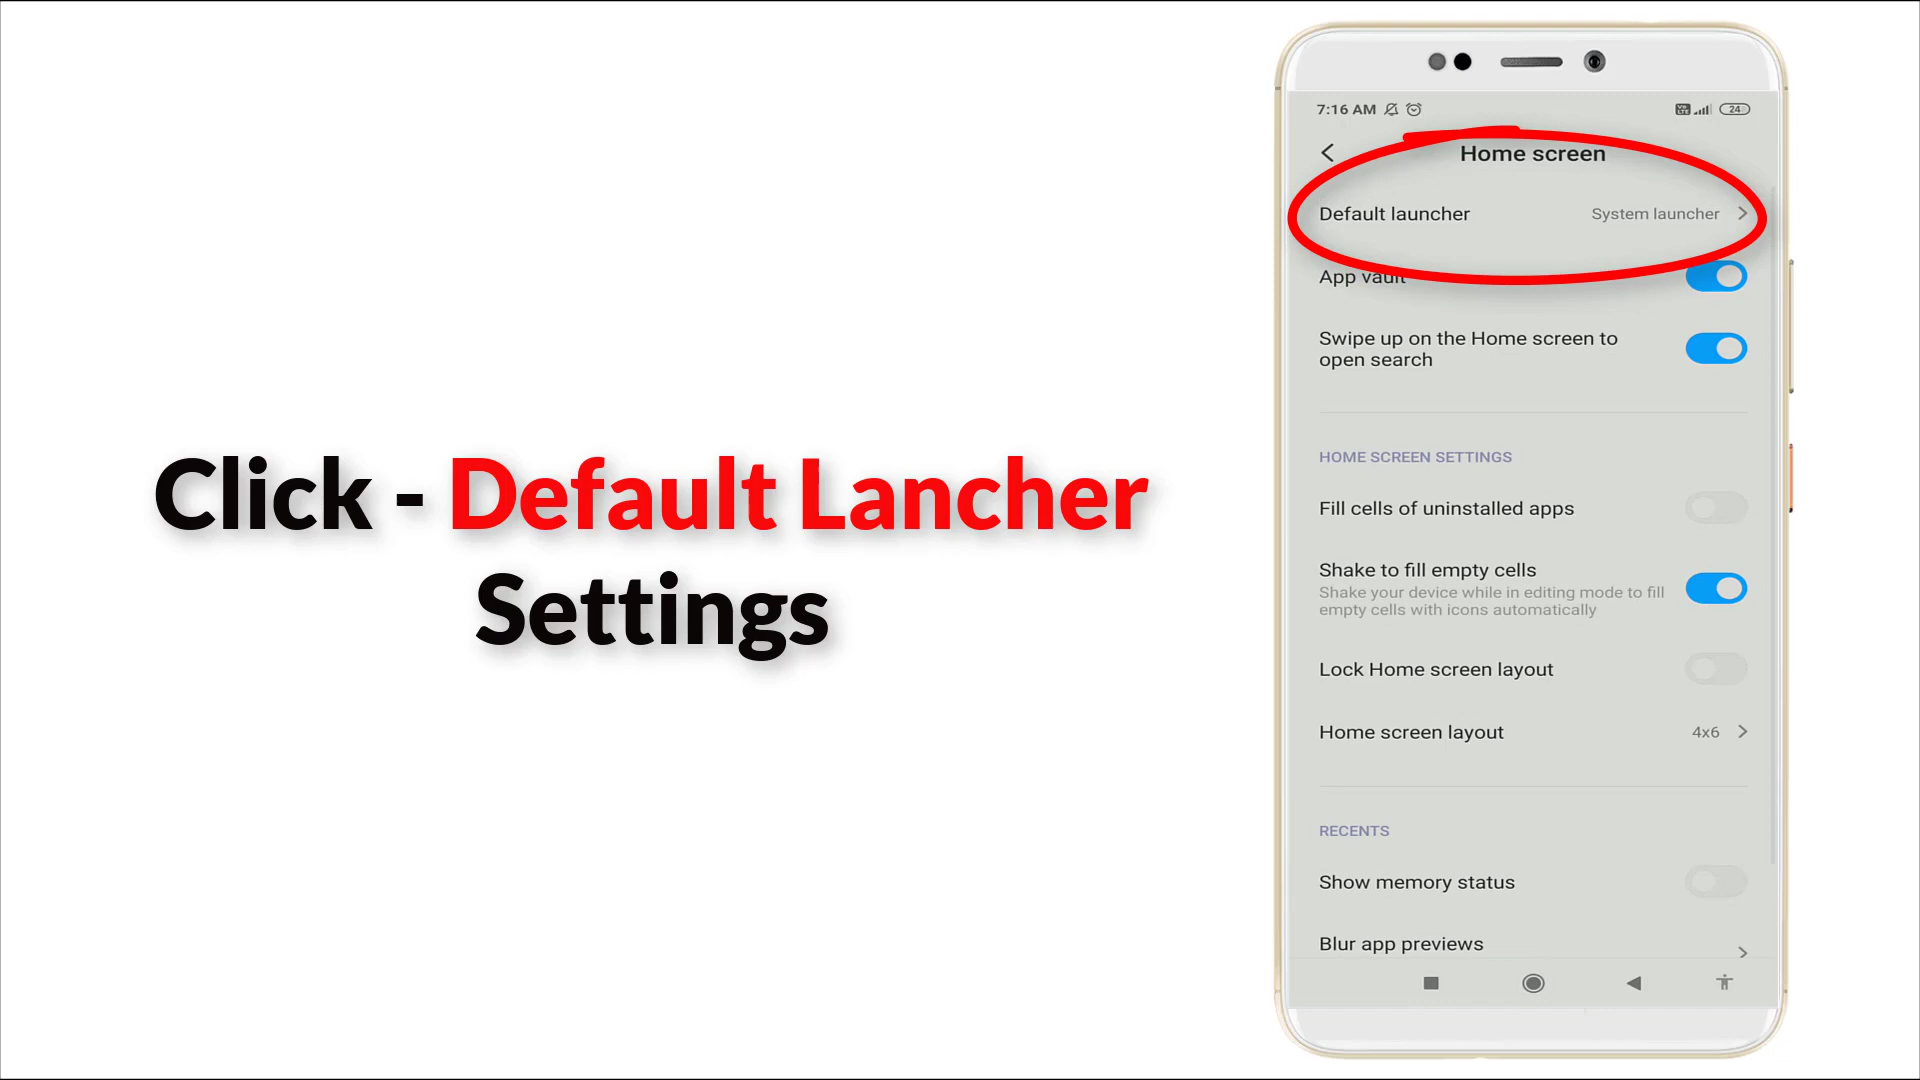 Click - Default Lancher
Settings
7:16 AM
Vo LTE
24
Home screen
Default launcher System launcher
App vault
Swipe up on the Home screen to
open search
HOME SCREEN SETTINGS
Fill cells of uninstalled apps
Shake to fill empty cells
Shake your device while in editing mode to fill
empty cells with icons automatically
Lock Home screen layout
Home screen layout 4x6
RECENTS
Show memory status
Blur app previews